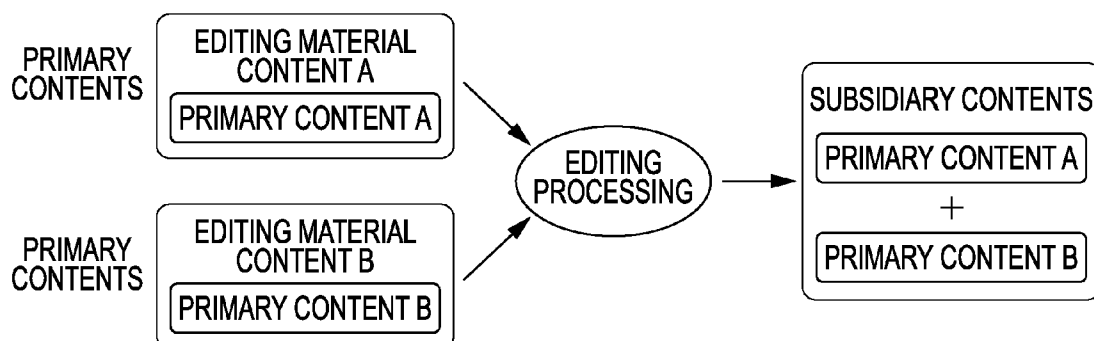 PRIMARY
CONTENTS
EDITING MATERIAL
CONTENT A
PRIMARY CONTENT A
PRIMARY
CONTENTS
EDITING MATERIAL
CONTENT B
PRIMARY CONTENT B
EDITING
PROCESSING
SUBSIDIARY CONTENTS
PRIMARY CONTENT A
+
PRIMARY CONTENT B